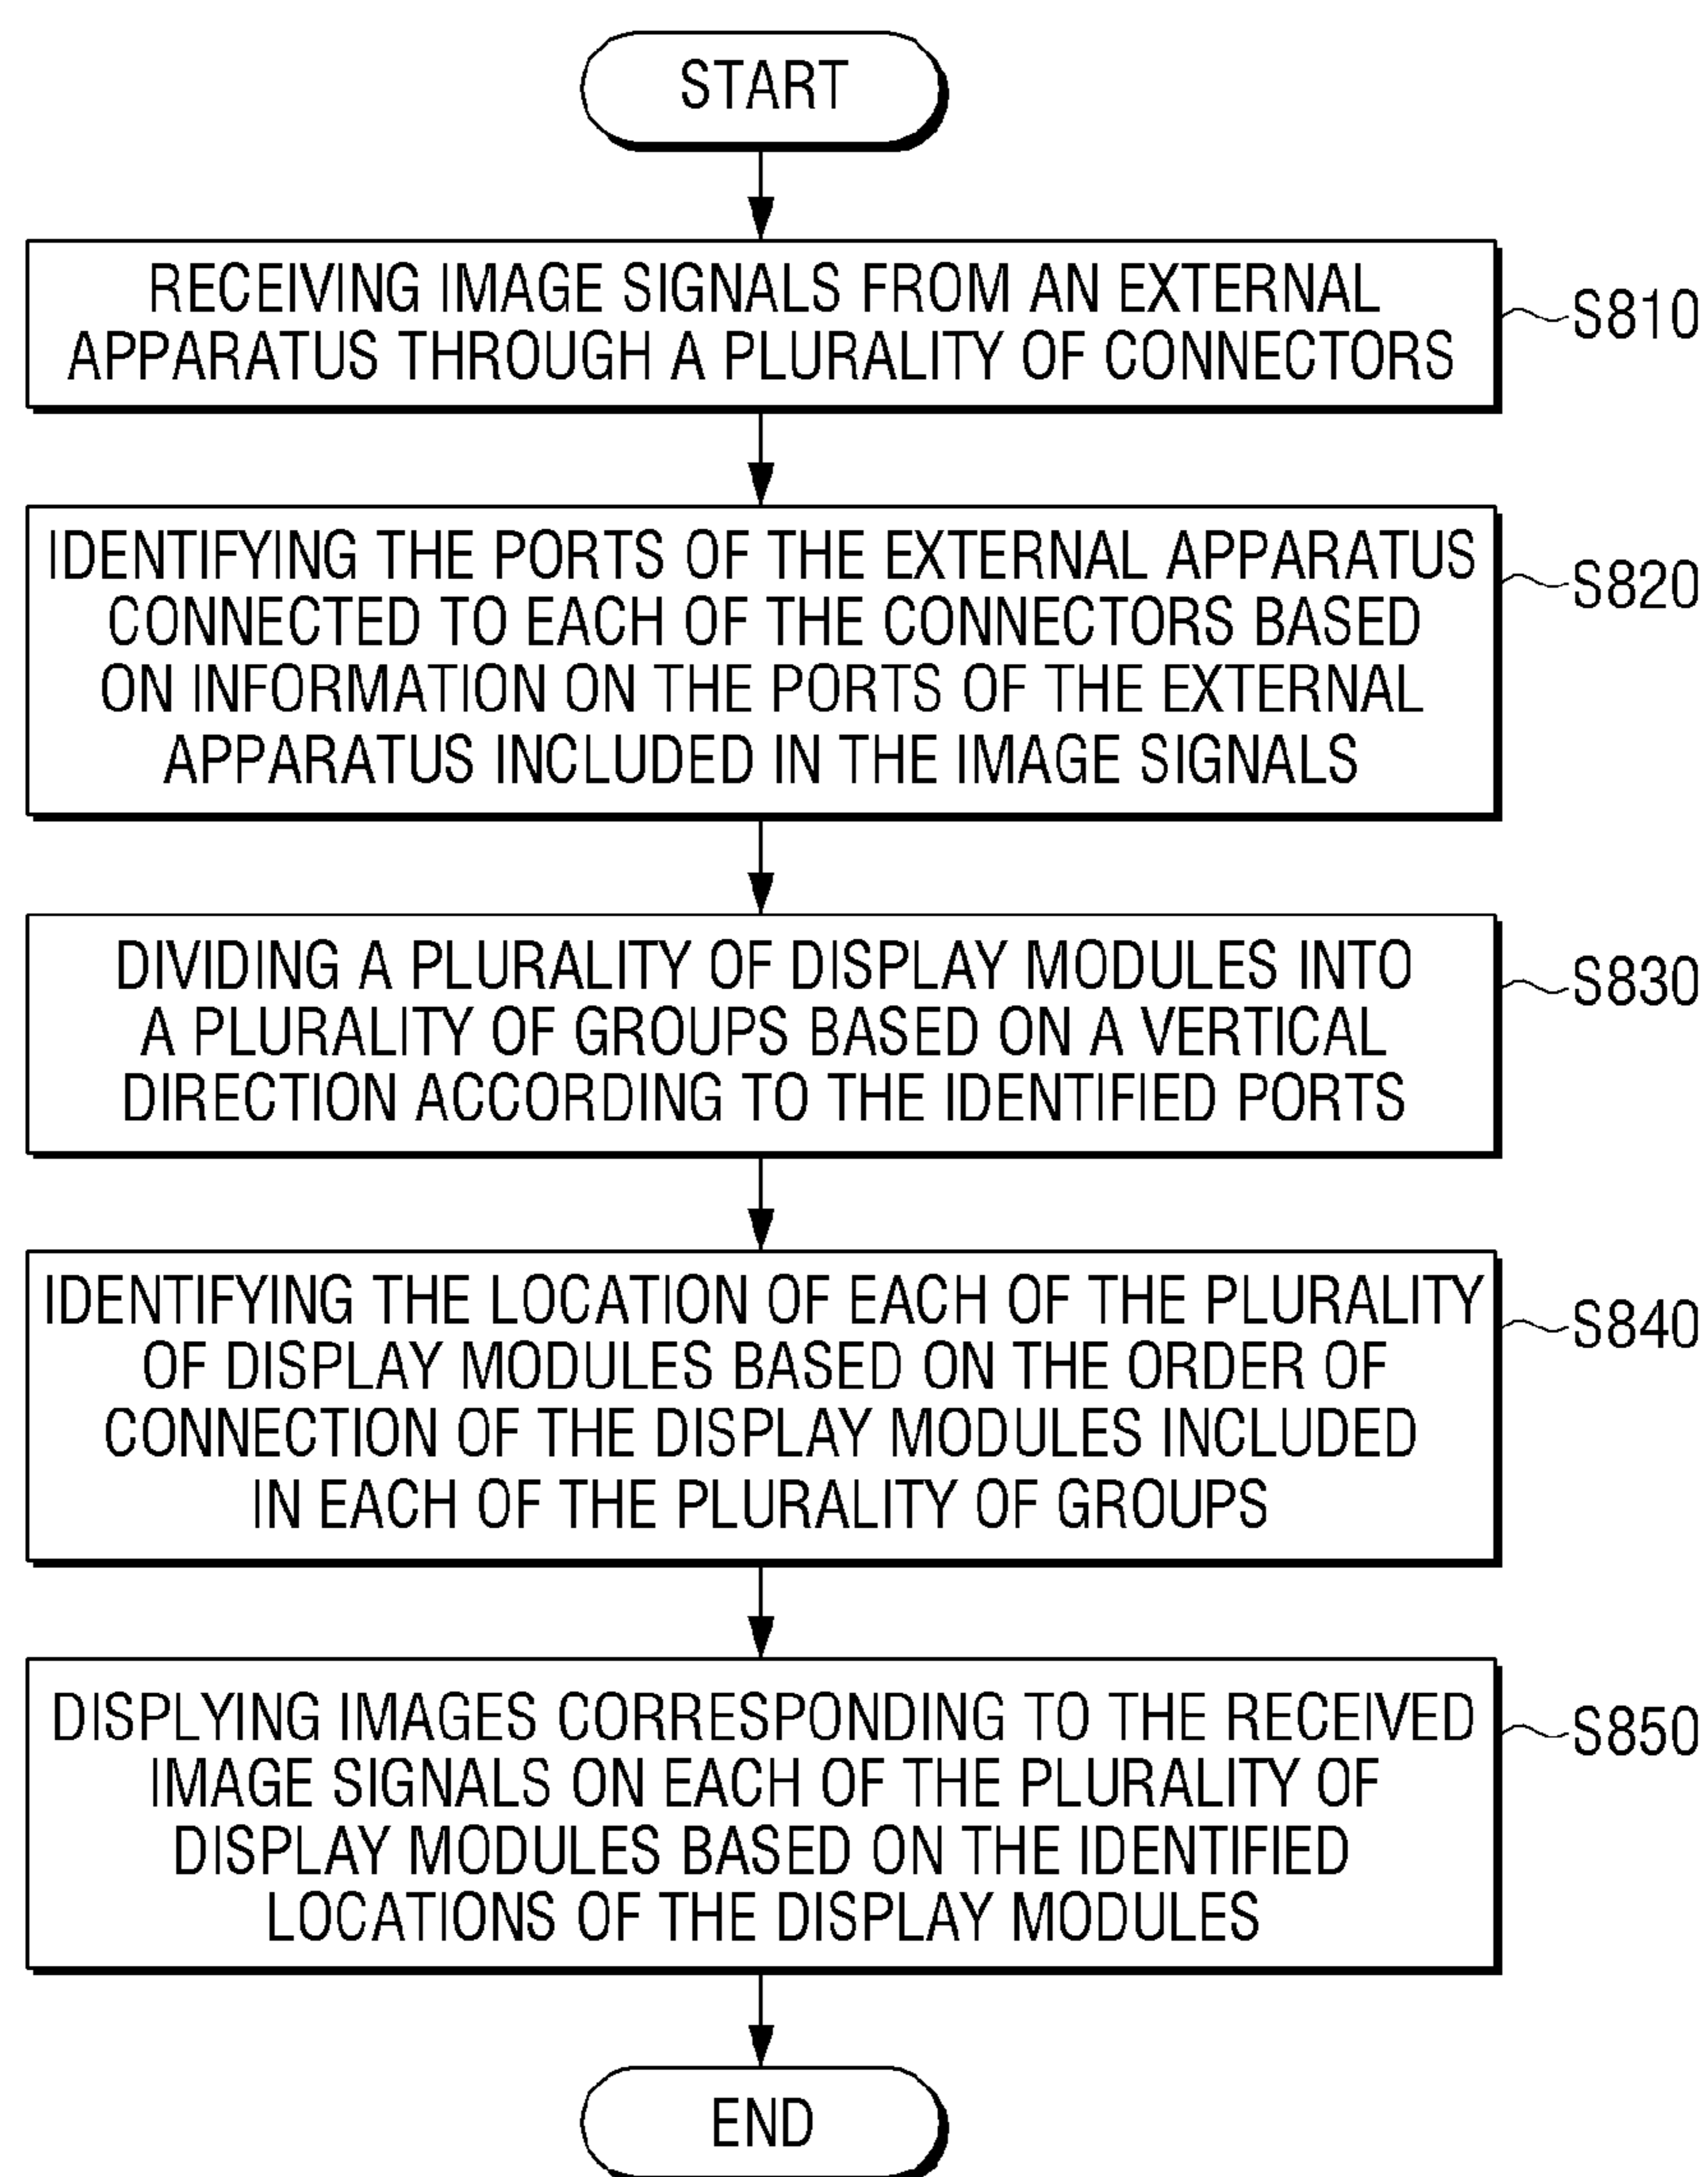 START
RECEIVING IMAGE SIGNALS FROM AN EXTERNAL
APPARATUS THROUGH A PLURALITY OF CONNECTORS
S810
IDENTIFYING THE PORTS OF THE EXTERNAL APPARATUS
CONNECTED TO EACH OF THE CONNECTORS BASED
ON INFORMATION ON THE PORTS OF THE EXTERNAL
APPARATUS INCLUDED IN THE IMAGE SIGNALS
S820
DIVIDING A PLURALITY OF DISPLAY MODULES INTO
A PLURALITY OF GROUPS BASED ON A VERTICAL
DIRECTION ACCORDING TO THE IDENTIFIED PORTS
S830
IDENTIFYING THE LOCATION OF EACH OF THE PLURALITY
OF DISPLAY MODULES BASED ON THE ORDER OF
CONNECTION OF THE DISPLAY MODULES INCLUDED
IN EACH OF THE PLURALITY OF GROUPS
S840
DISPLYING IMAGES CORRESPONDING TO THE RECEIVED
IMAGE SIGNALS ON EACH OF THE PLURALITY OF
DISPLAY MODULES BASED ON THE IDENTIFIED
LOCATIONS OF THE DISPLAY MODULES
S850
END